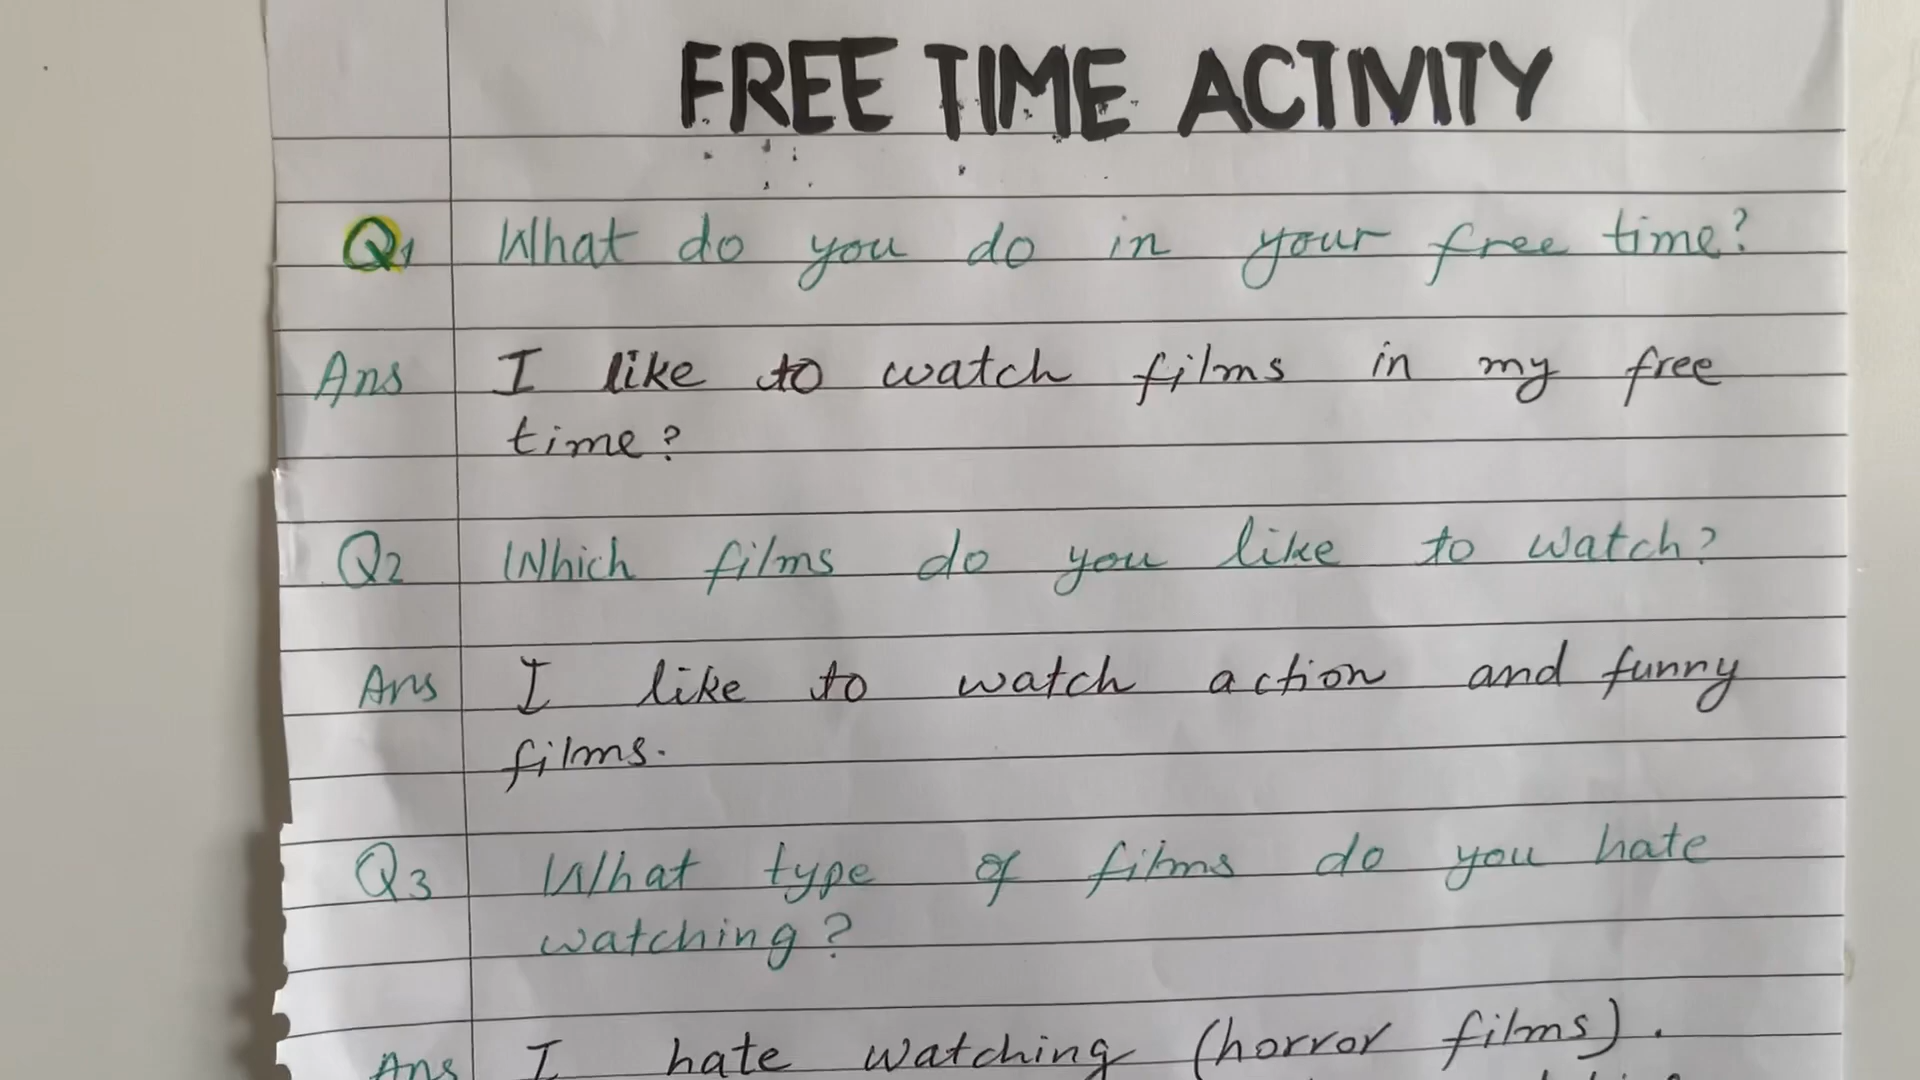 FREE TIME ACTIVITY
Q1 What do you do in your free time?
Ans I like to watch films in my free
time?
Q2 Which films do you like to watch?
Ans I like to watch action and funny
films.
Q3 What type of films do you hate
watching?
Ans I hate watching (horror films).